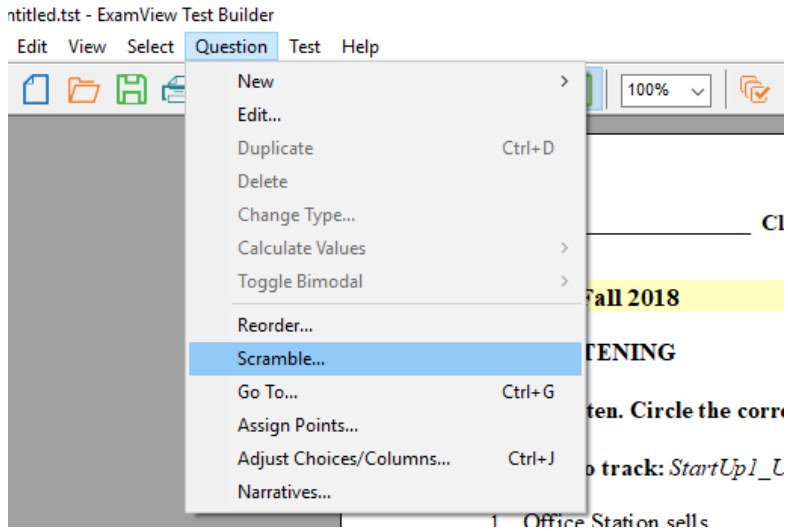 ntitled.tst - ExamView Test Builder
Edit View Select Question Test Help
100%
New
Edit...
Duplicate Ctrl+D
Delete
Change Type...
Calculate Values
Toggle Bimodal
Reorder...
Scramble...
Go To... Ctrl+G
Assign Points...
Adjust Choices/Columns... Ctrl+J
Narratives...
Cl
Fall 2018
TENING
ten. Circle the corre
o track: StartUp1_U
1. Office Station sells